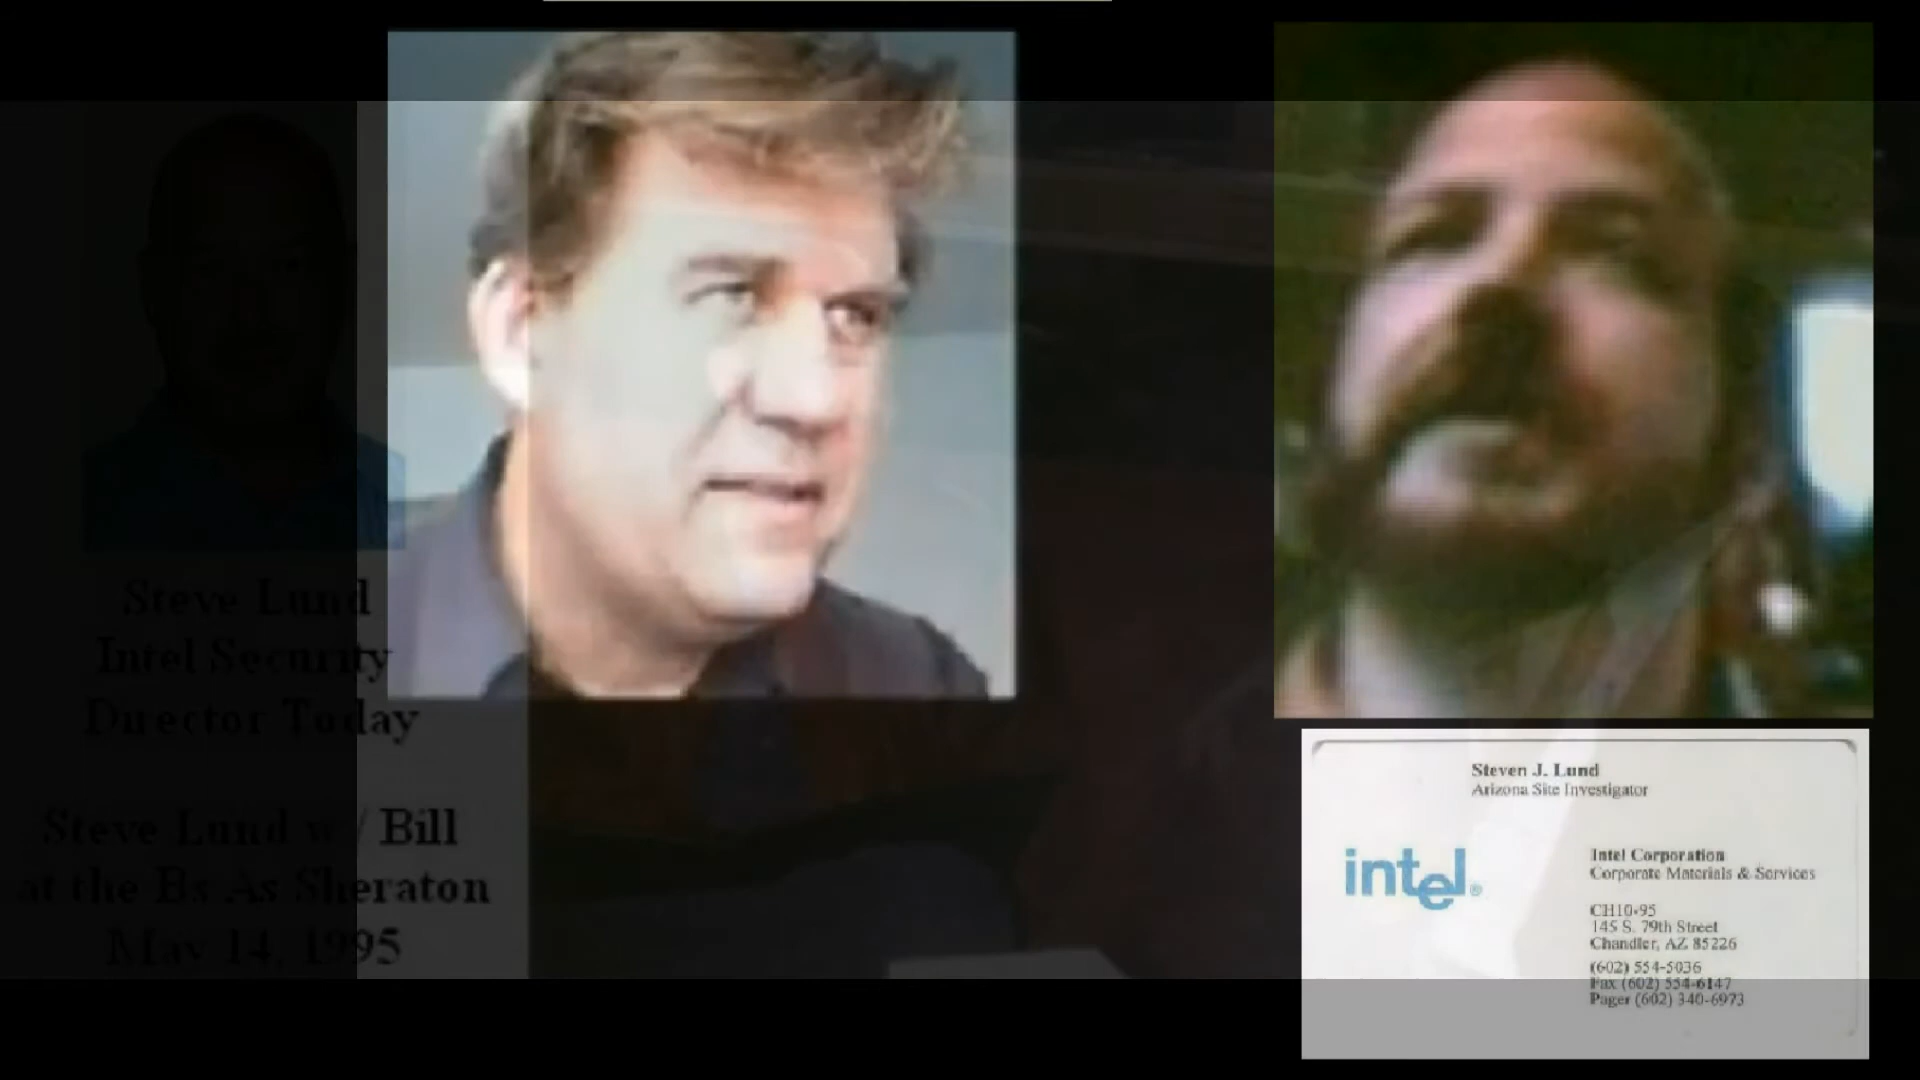 Steve Lund
Intel Security
Director Today
Steve Lund w/ Bill
at the Bs As Sheraton
May 14, 1995
Steven J. Lund
Arizona Site Investigator
intel®
Intel Corporation
Corporate Materials & Services
CH10-95
145 S. 79th Street
Chandler, AZ 85226
(602) 554-5036
Fax (602) 554-6147
Pager (602) 340-6973